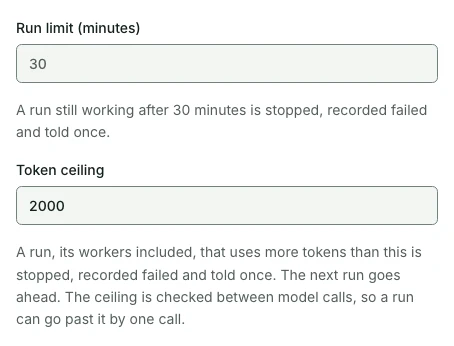 Run limit (minutes)
30
A run still working after 30 minutes is stopped, recorded failed
and told once.
Token ceiling
2000
A run, its workers included, that uses more tokens than this is
stopped, recorded failed and told once. The next run goes
ahead. The ceiling is checked between model calls, so a run
can go past it by one call.